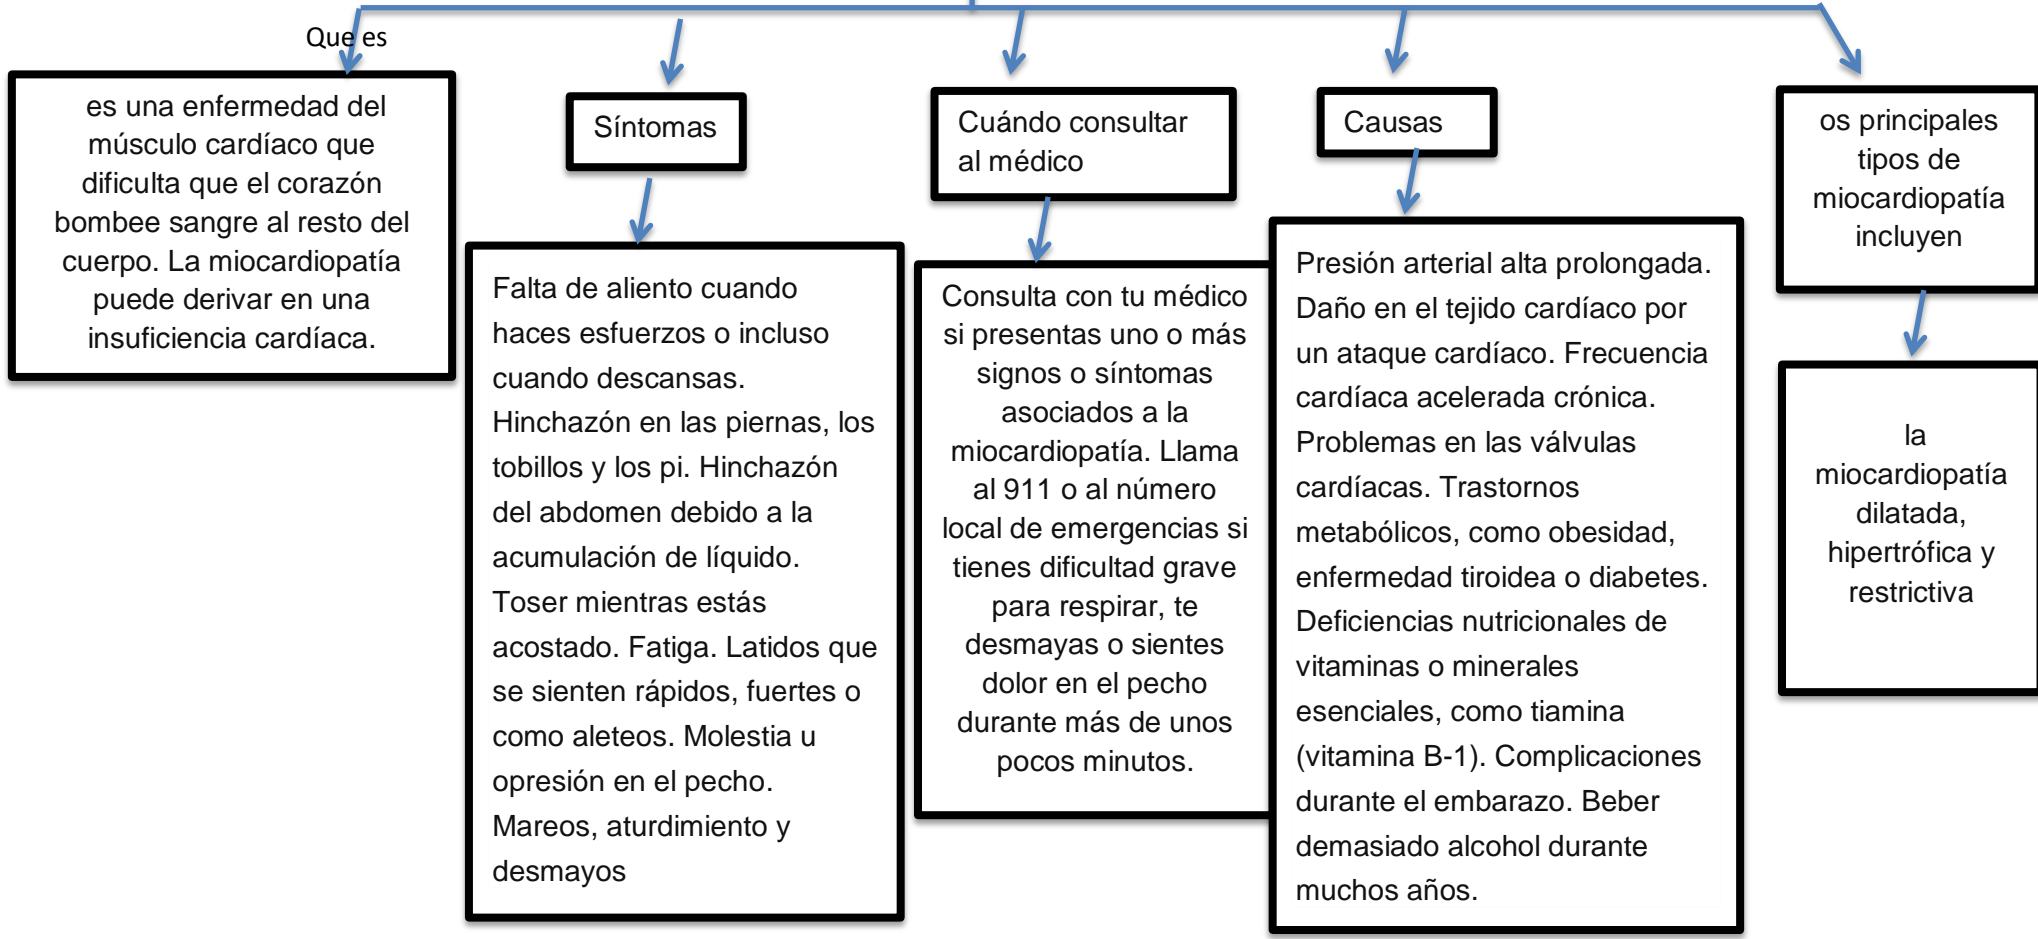 Que es
es una enfermedad del
músculo cardíaco que
dificulta que el corazón
bombee sangre al resto del
cuerpo. La miocardiopatía
puede derivar en una
insuficiencia cardíaca.
Síntomas
Falta de aliento cuando
haces esfuerzos o incluso
cuando descansas.
Hinchazón en las piernas, los
tobillos y los pi. Hinchazón
del abdomen debido a la
acumulación de líquido.
Toser mientras estás
acostado. Fatiga. Latidos que
se sienten rápidos, fuertes o
como aleteos. Molestia u
opresión en el pecho.
Mareos, aturdimiento y
desmayos
Cuándo consultar
al médico
Consulta con tu médico
si presentas uno o más
signos o síntomas
asociados a la
miocardiopatía. Llama
al 911 o al número
local de emergencias si
tienes dificultad grave
para respirar, te
desmayas o sientes
dolor en el pecho
durante más de unos
pocos minutos.
Causas
Presión arterial alta prolongada.
Daño en el tejido cardíaco por
un ataque cardíaco. Frecuencia
cardíaca acelerada crónica.
Problemas en las válvulas
cardíacas. Trastornos
metabólicos, como obesidad,
enfermedad tiroidea o diabetes.
Deficiencias nutricionales de
vitaminas o minerales
esenciales, como tiamina
(vitamina B-1). Complicaciones
durante el embarazo. Beber
demasiado alcohol durante
muchos años.
os principales
tipos de
miocardiopatía
incluyen
la
miocardiopatía
dilatada,
hipertrófica y
restrictiva